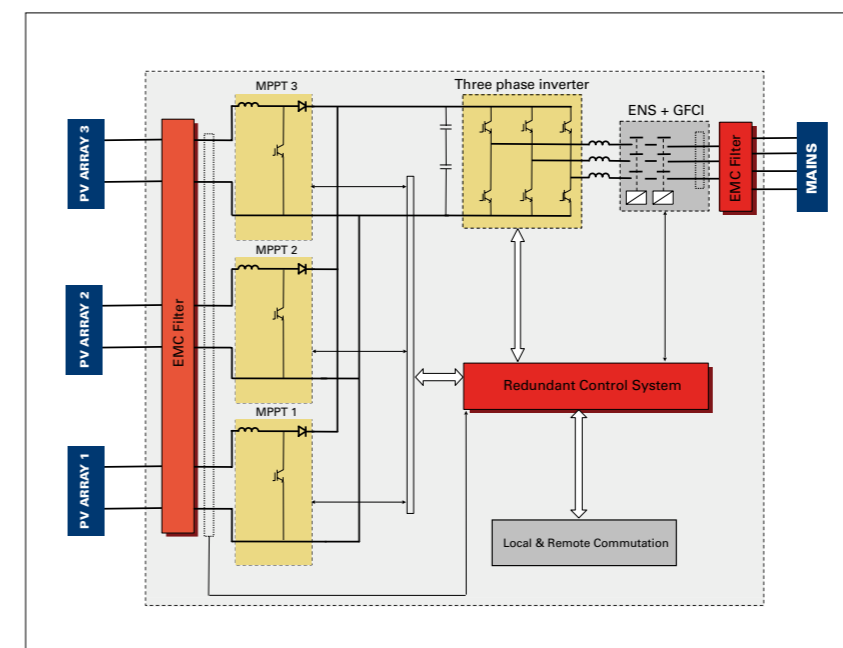 MPPT 3
Three phase inverter
ENS + GFCI
PV ARRAY 3
EMC Filter
MAINS
MPPT 2
PV ARRAY 2
EMC Filter
Redundant Control System
MPPT 1
PV ARRAY 1
Local & Remote Commutation